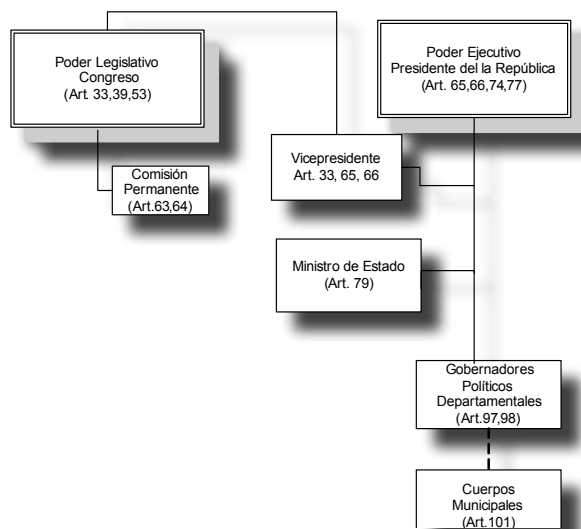 Poder Legislativo
Congreso
(Art. 33,39,53)
Poder Ejecutivo
Presidente del la República
(Art. 65,66,74,77)
Vicepresidente
Art. 33, 65, 66
Comisión
Permanente
(Art.63,64)
Ministro de Estado
(Art. 79)
Gobernadores
Políticos
Departamentales
(Art.97,98)
Cuerpos
Municipales
(Art.101)